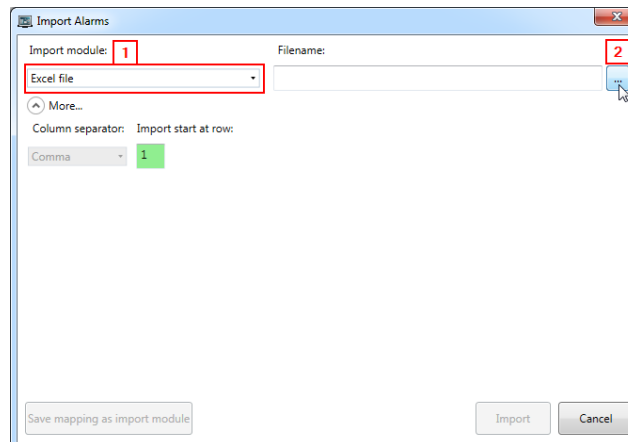 Import Alarms
Import module: 1 Filename: 2
Excel file ...
More...
Column separator: Import start at row:
Comma 1
Save mapping as import module Import Cancel